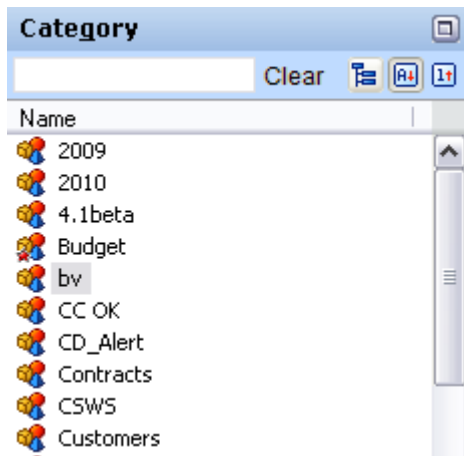 Category
Clear
Name
2009
2010
4.1beta
Budget
bv
CC OK
CD_Alert
Contracts
CSWS
Customers